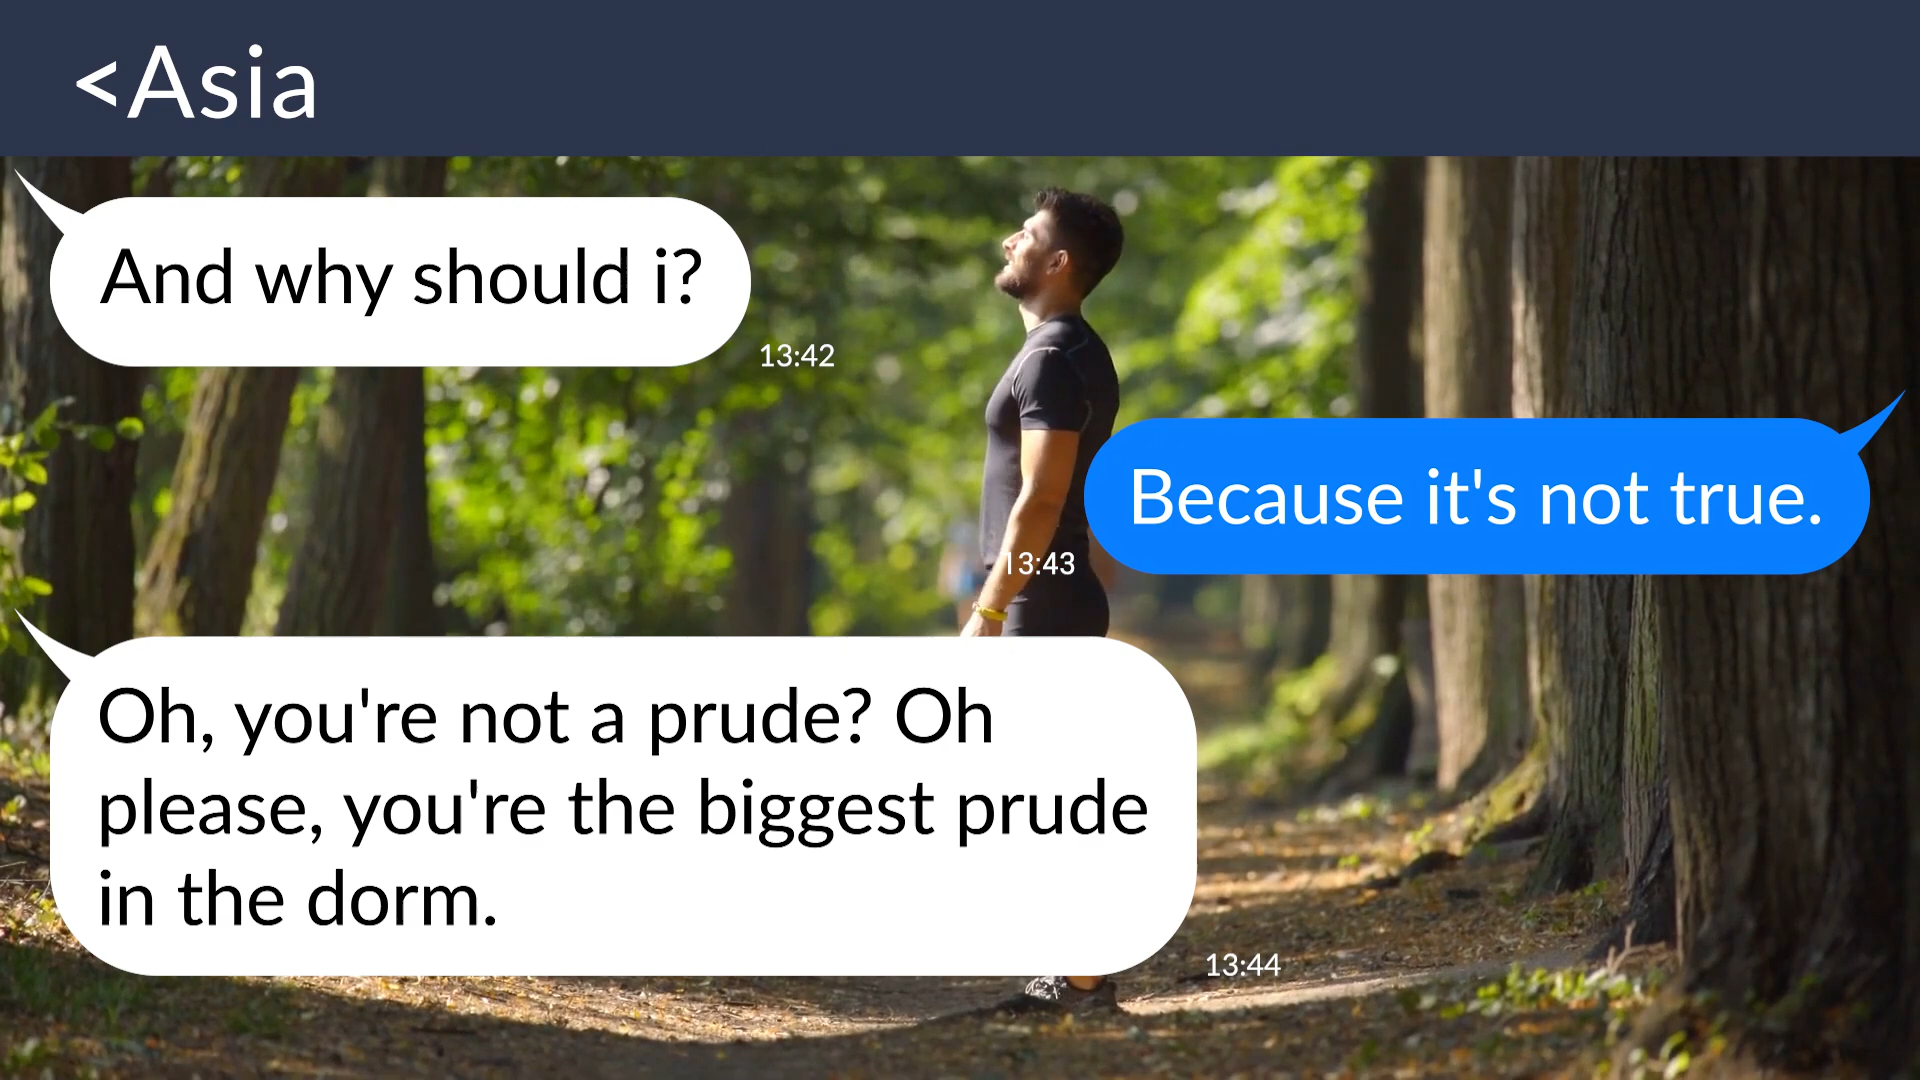 <Asia
And why should i?
13:42
Because it's not true.
13:43
Oh, you're not a prude? Oh
please, you're the biggest prude
in the dorm.
13:44